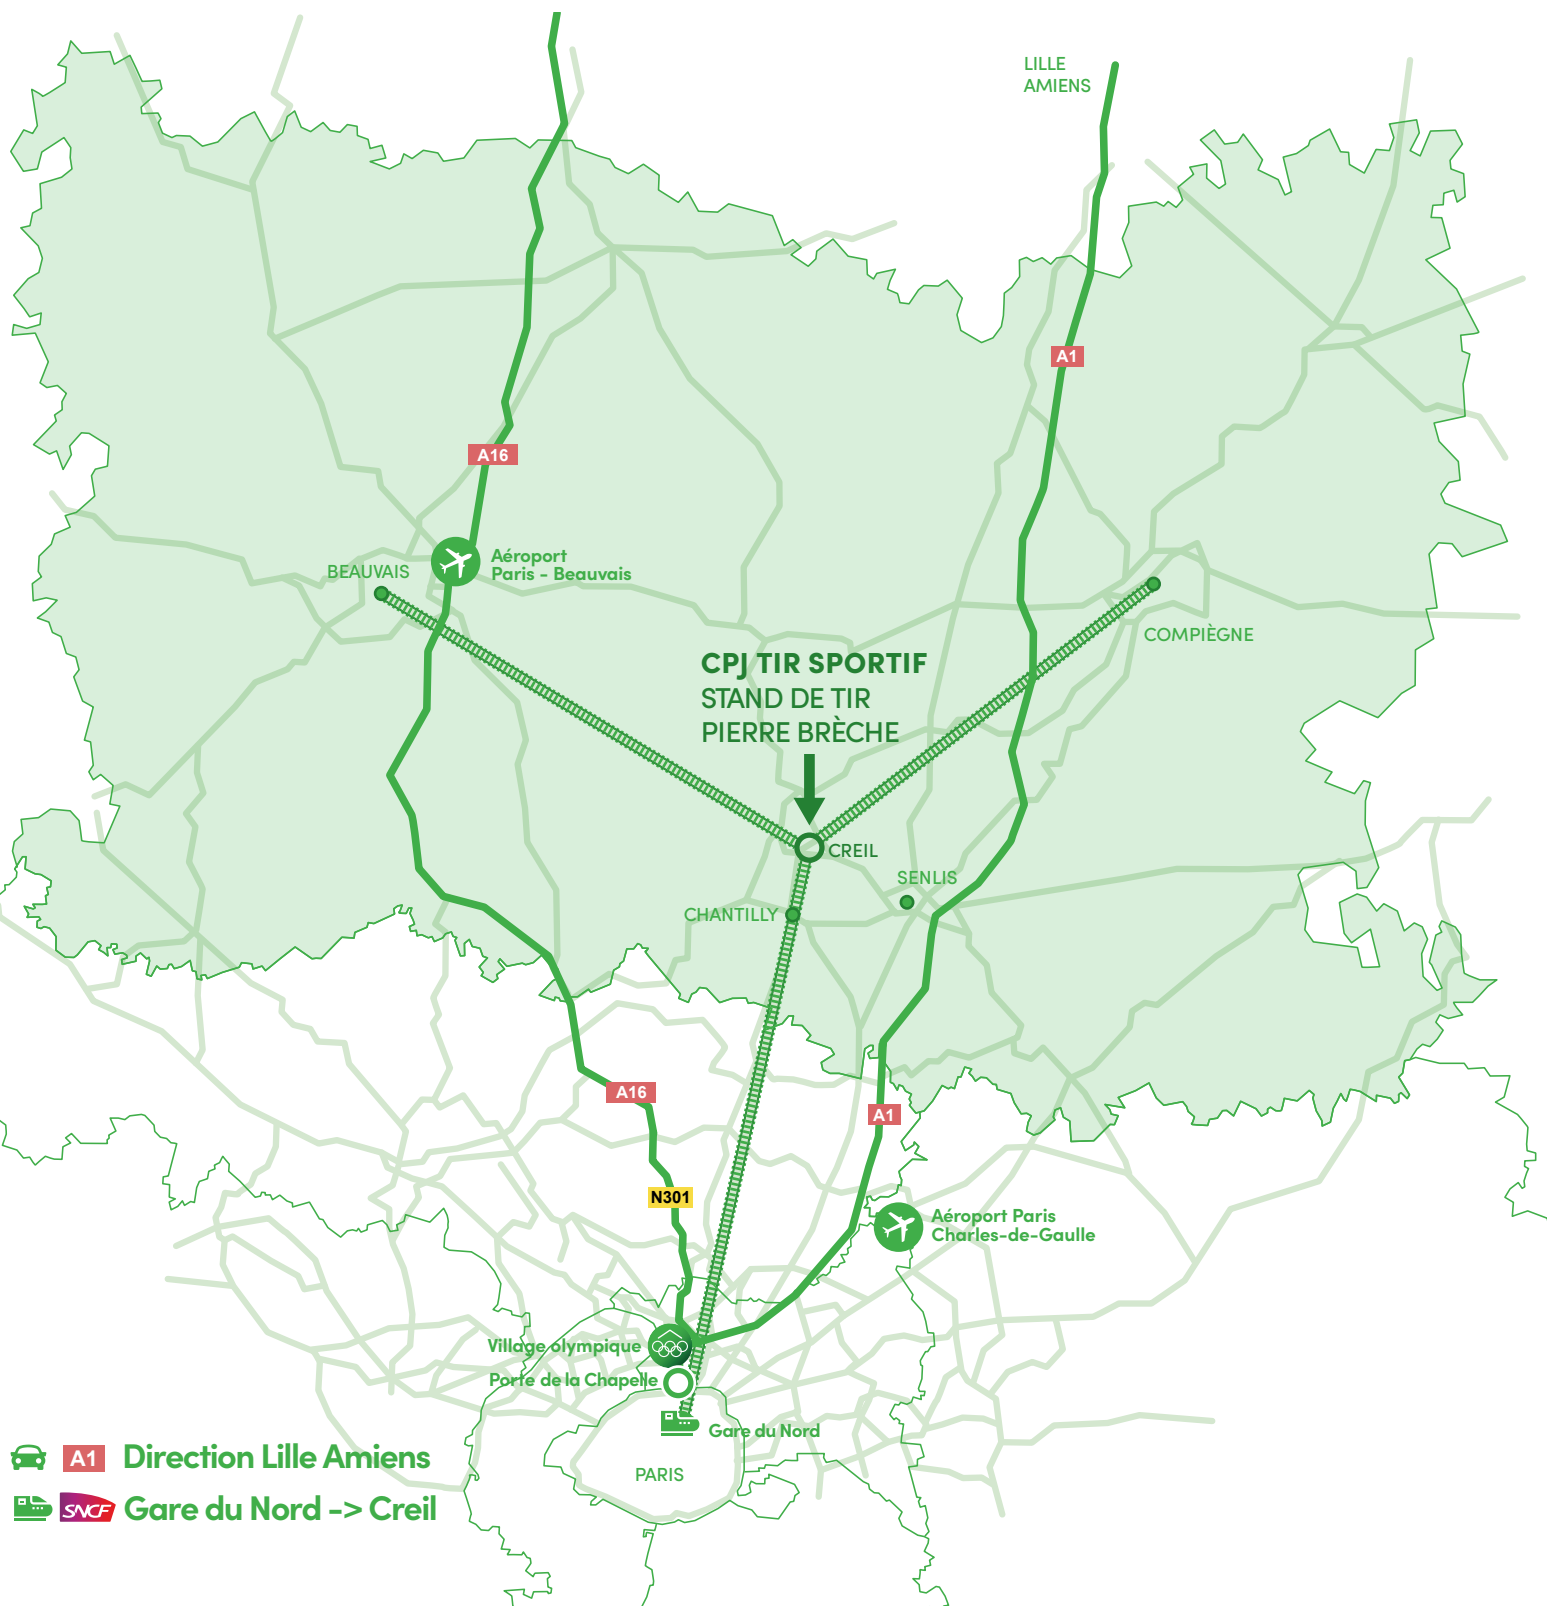 LILLE
AMIENS
A1
A16
Aéroport
Paris - Beauvais
BEAUVAIS
COMPIÈGNE
CPJ TIR SPORTIF
STAND DE TIR
PIERRE BRÈCHE
CREIL
SENLIS
CHANTILLY
A16
A1
N301
Aéroport Paris
Charles-de-Gaulle
Village olympique
Porte de la Chapelle
Gare du Nord
PARIS
A1 Direction Lille Amiens
SNCF Gare du Nord -> Creil